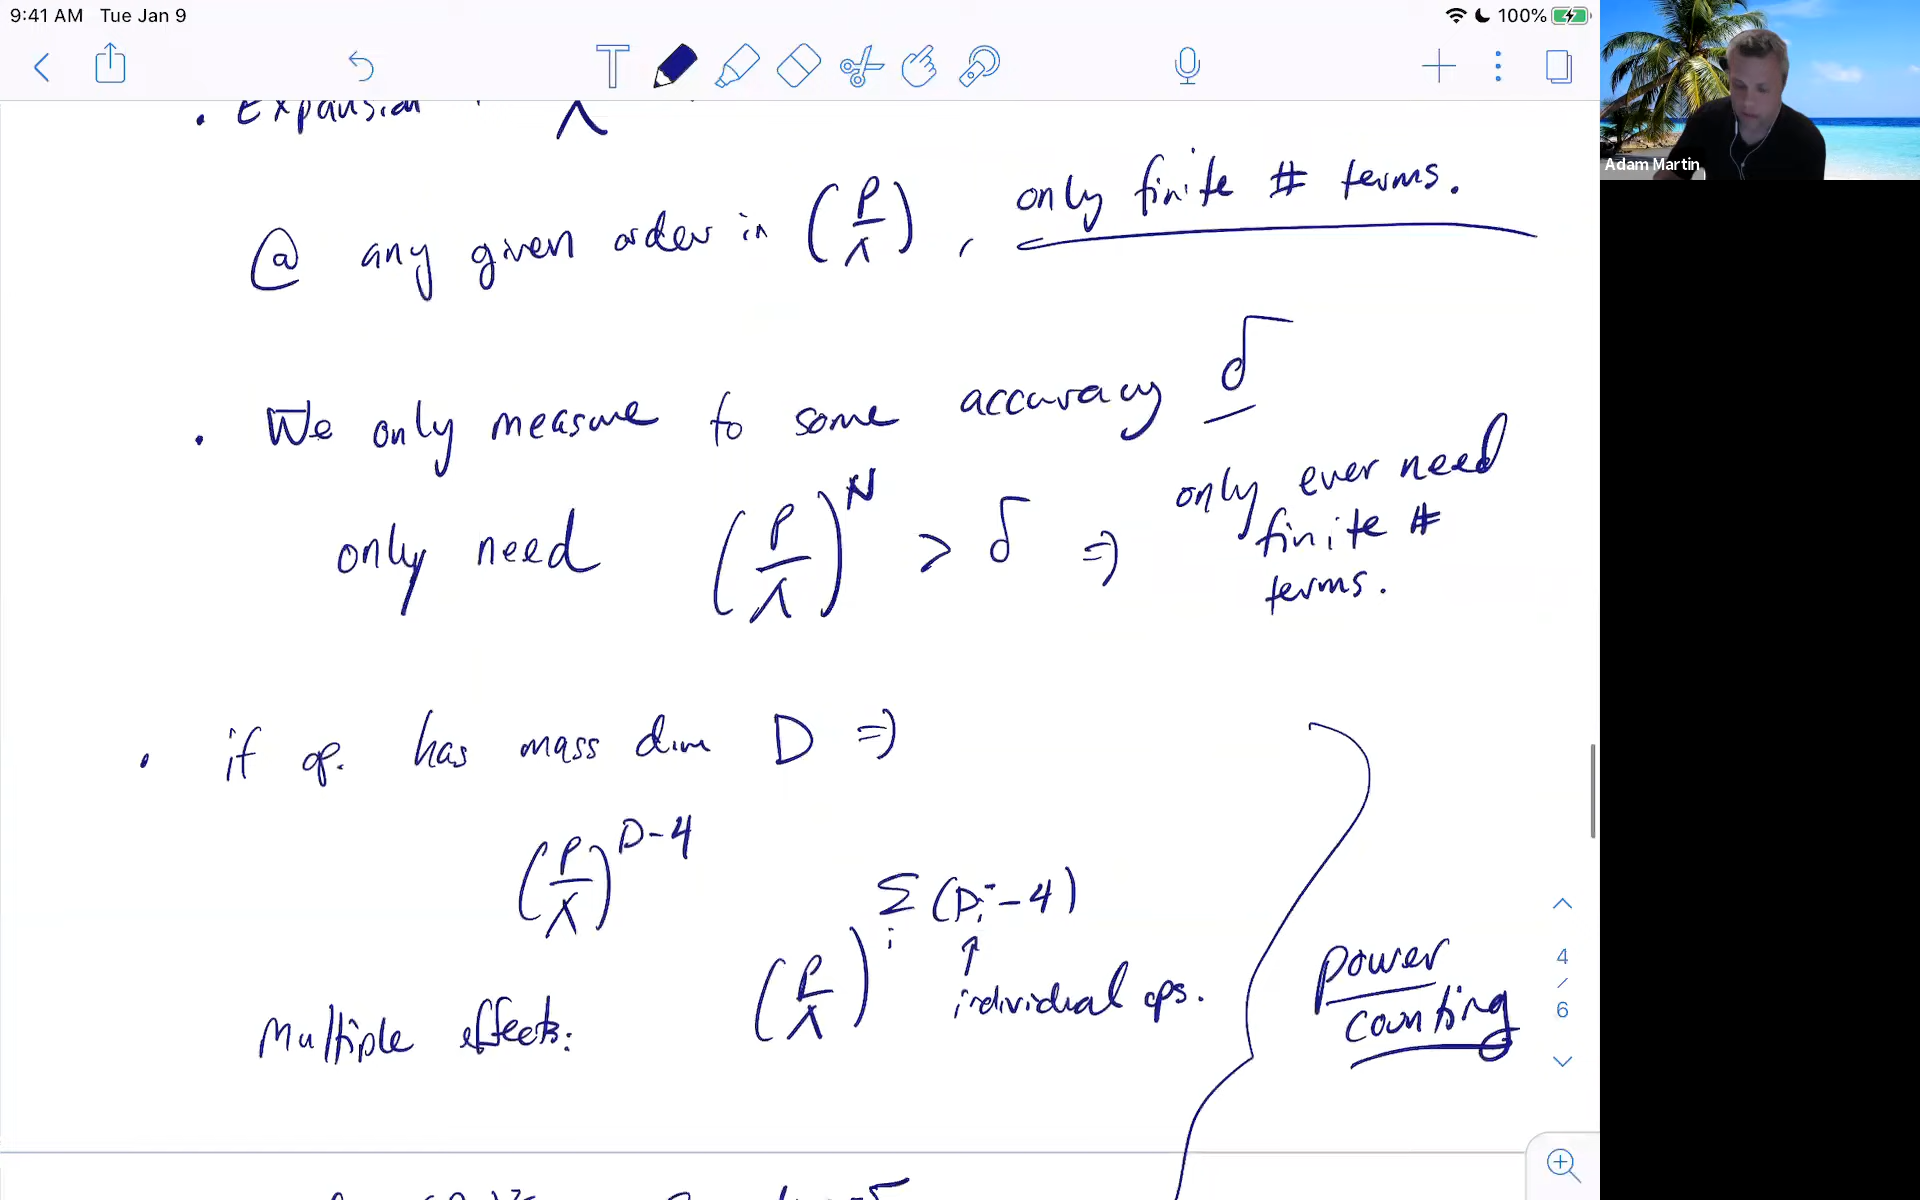 9:41 AM Tue Jan 9
100%
Adam Martin
T
• Expansion
Λ
@ any given order in (P/Λ), only finite # terms.
• We only measure to some accuracy δ
only need (P/Λ)^N > δ ⇒ only ever need
finite #
terms.
• if op. has mass dim D ⇒
(P/Λ)^D-4
Multiple effects: (P/Λ)^Σ_i (D_i - 4)
↑
individual ops.
power
counting
4
/
6